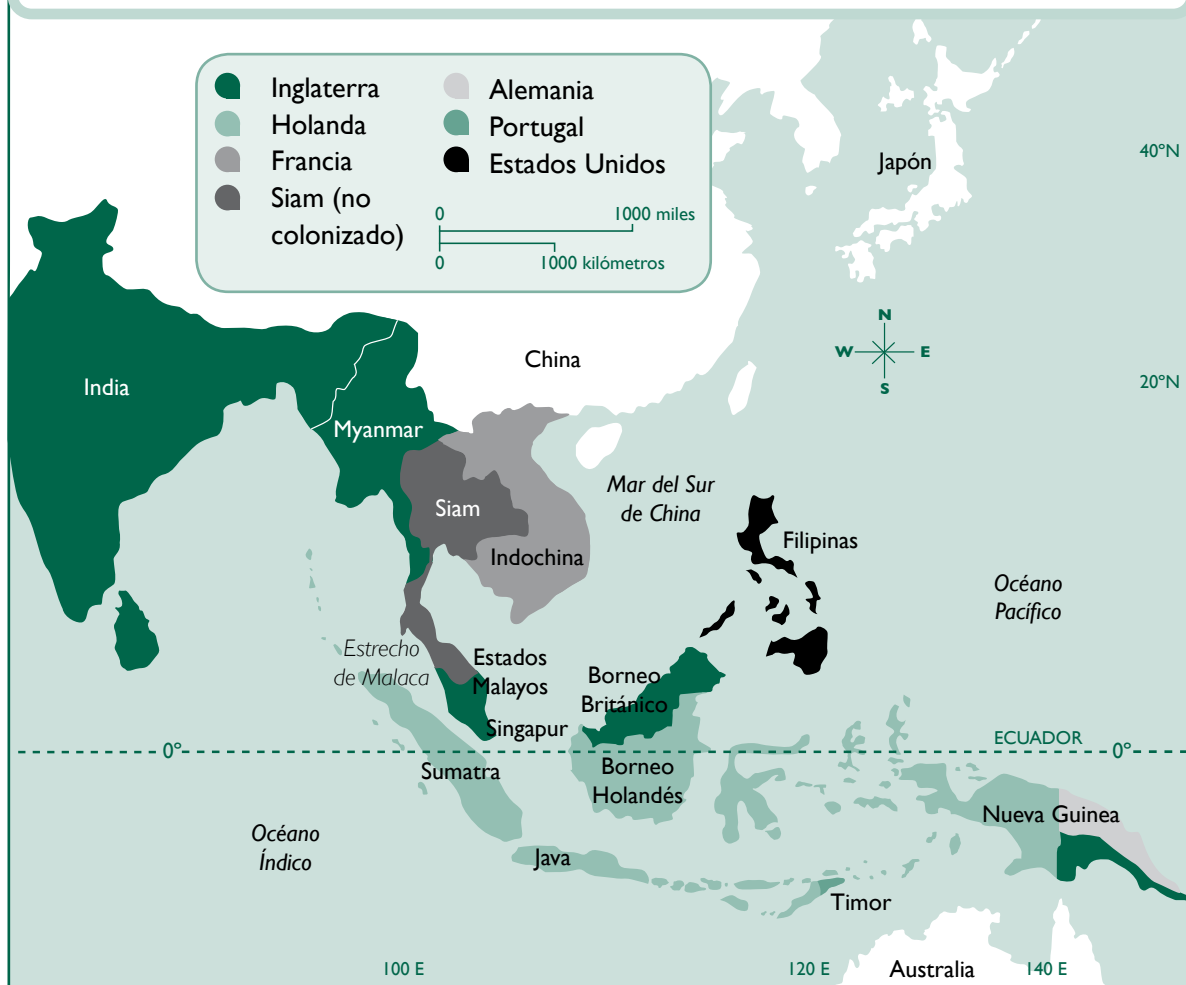 Inglaterra
Holanda
Francia
Siam (no
colonizado)
Alemania
Portugal
Estados Unidos
0 1000 miles
0 1000 kilómetros
Japón
40°N
N
W E
S
China
20°N
India
Myanmar
Mar del Sur
de China
Siam
Filipinas
Indochina
Océano
Pacífico
Estrecho
de Malaca
Estados
Malayos
Borneo
Británico
Singapur
ECUADOR
0° 0°
Sumatra
Borneo
Holandés
Nueva Guinea
Océano
Índico
Java
Timor
100 E 120 E Australia 140 E